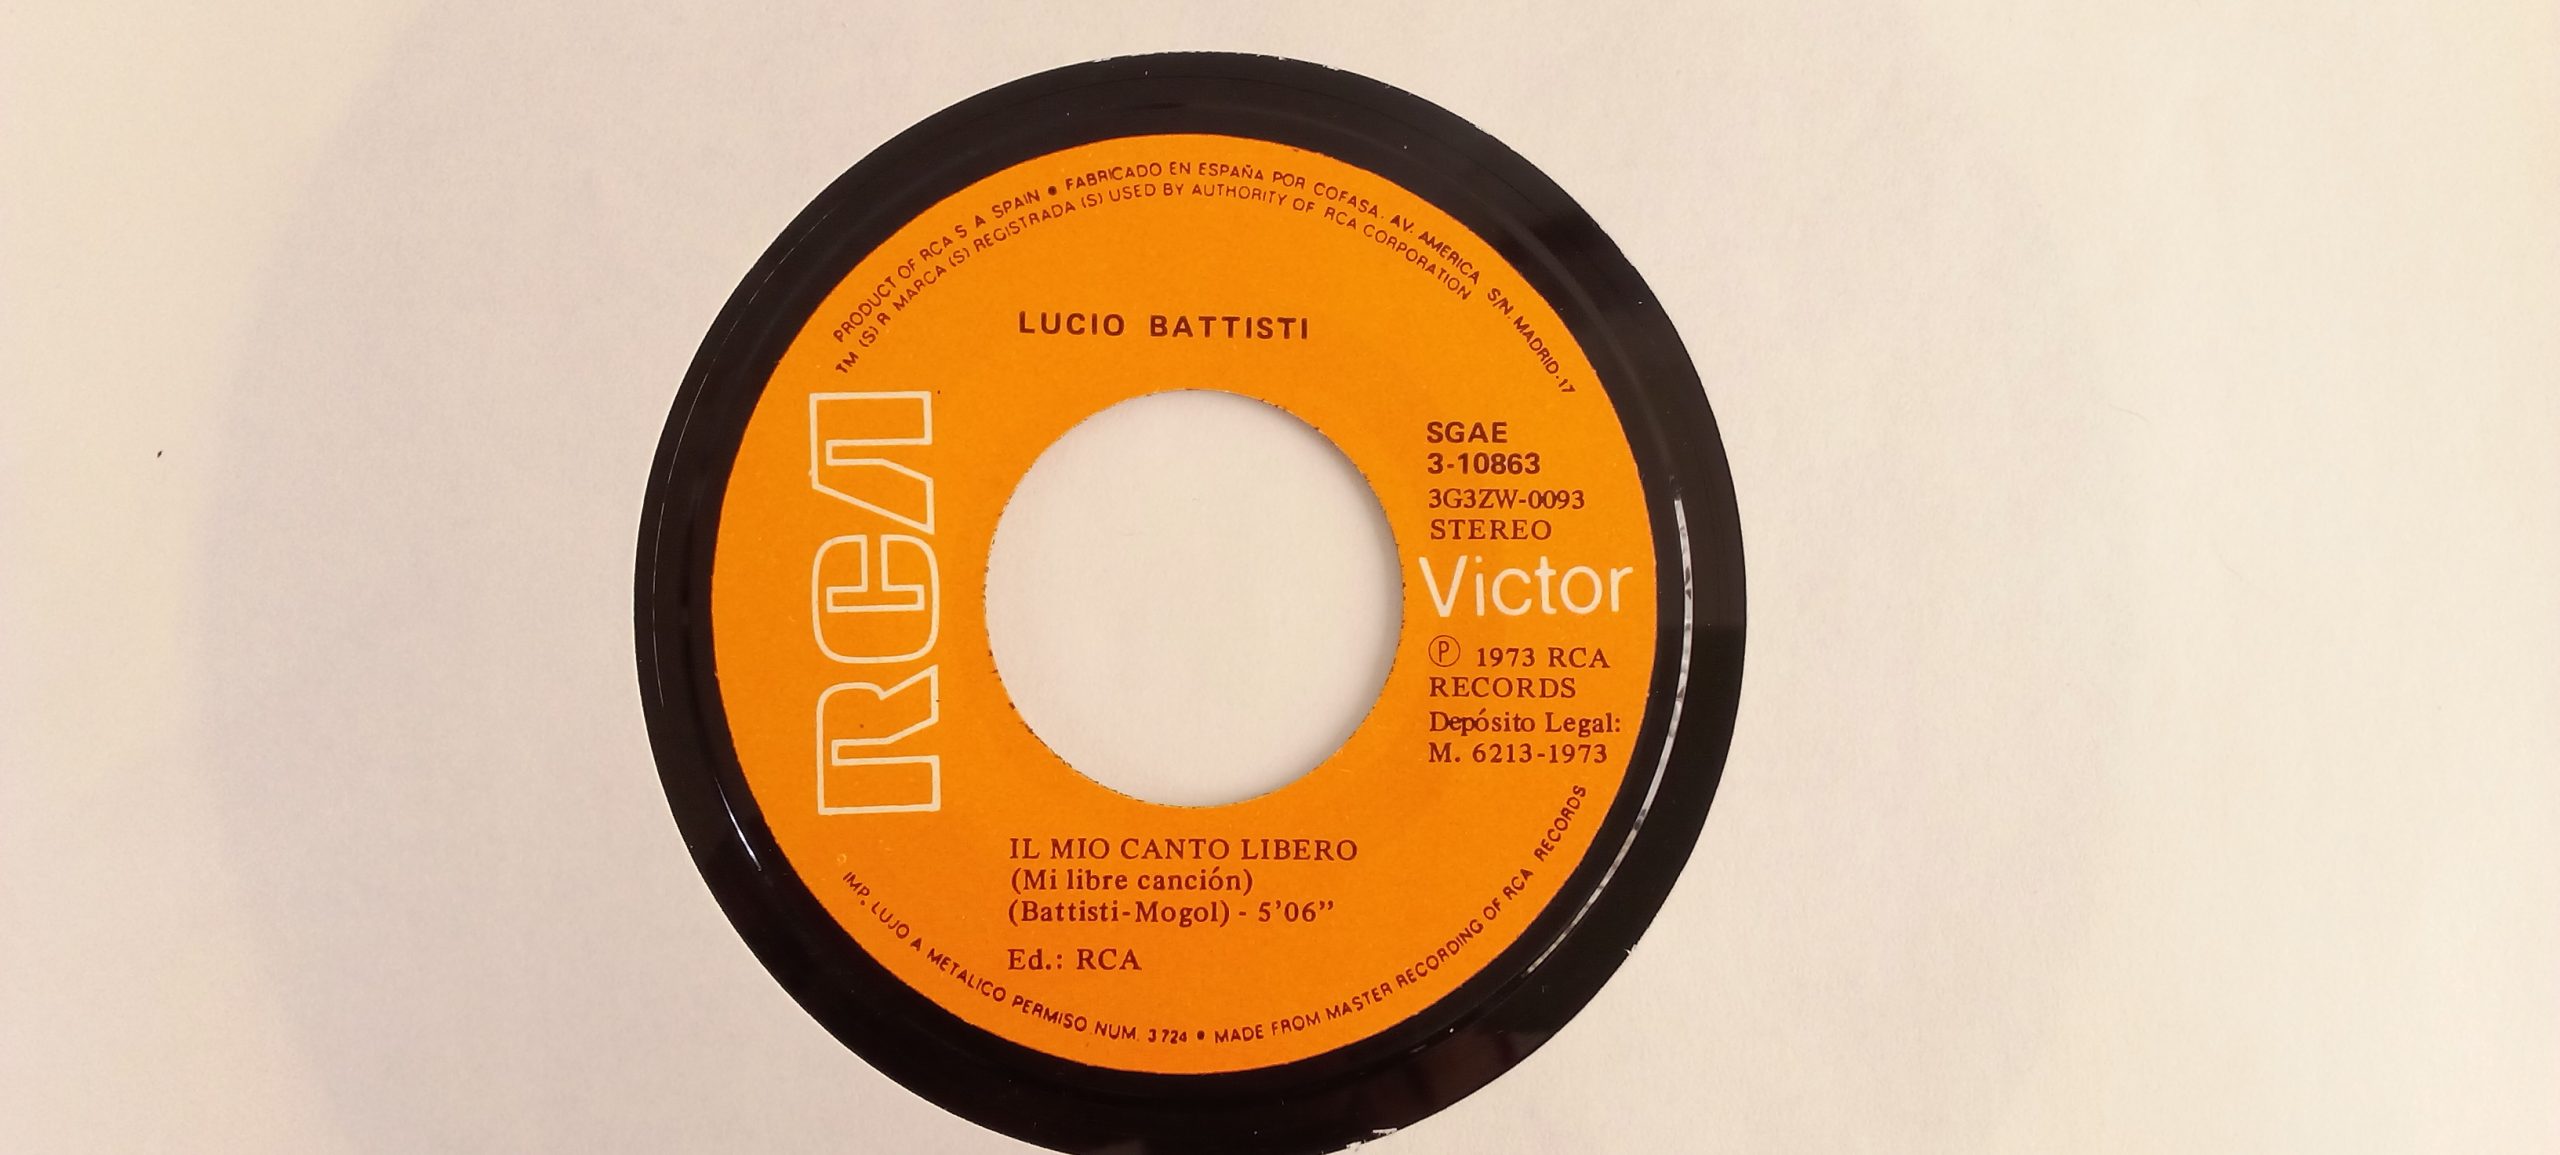 PRODUCT OF RCA S A SPAIN • FABRICADO EN ESPAÑA POR COFASA. AV. AMERICA S/N. MADRID-17
TM (S) R MARCA (S) REGISTRADA (S) USED BY AUTHORITY OF RCA CORPORATION
LUCIO BATTISTI
RCA
SGAE
3-10863
3G3ZW-0093
STEREO
Victor
Ⓟ 1973 RCA
RECORDS
Depósito Legal:
M. 6213-1973
IL MIO CANTO LIBERO
(Mi libre canción)
(Battisti-Mogol) - 5’06”
Ed.: RCA
IMP. LUJO A METALICO PERMISO NUM. 3724 • MADE FROM MASTER RECORDING OF RCA RECORDS